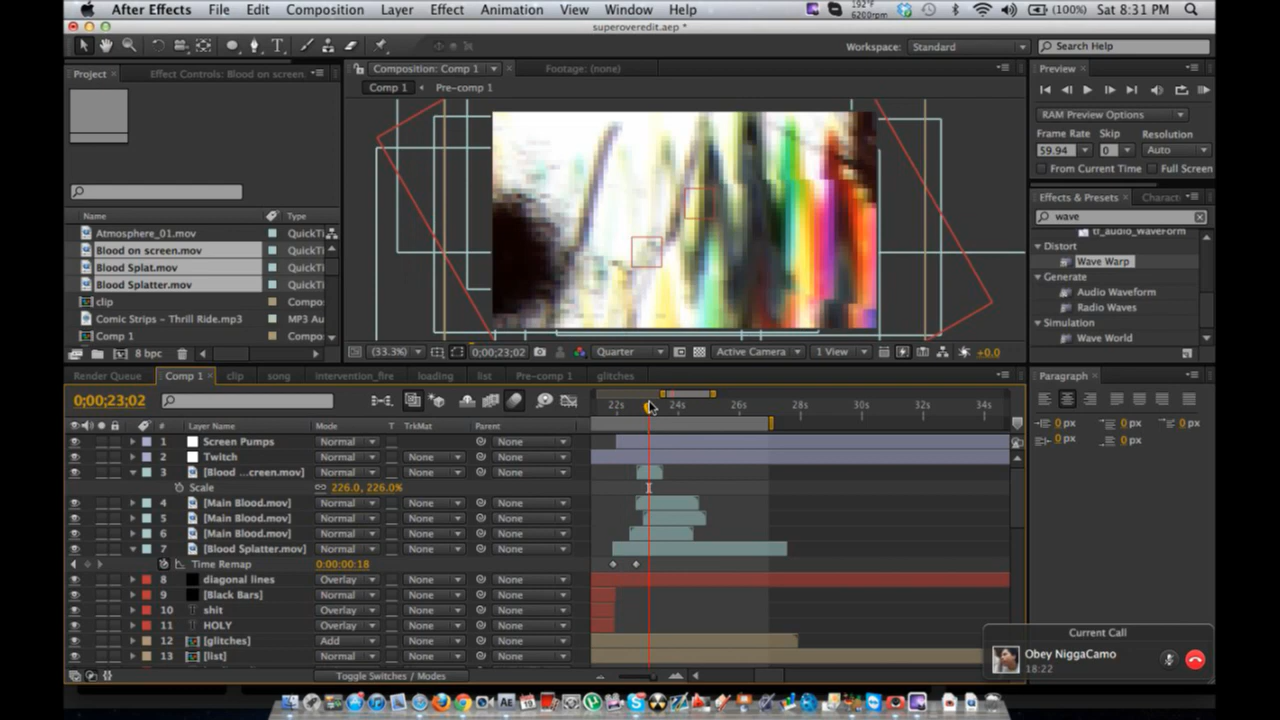 After Effects File Edit Composition Layer Effect Animation View Window Help 192°F 6200rpm (100%) Sat 8:31 PM
superoveredit.aep *
Workspace: Standard Search Help
Project Effect Controls: Blood on screen. Composition: Comp 1 Footage: (none) Preview
Comp 1 Pre-comp 1
RAM Preview Options
Frame Rate Skip Resolution
59.94 0 Auto
From Current Time Full Screen
Effects & Presets Charact
wave
Name Type
tf_audio_WaveForm
Atmosphere_01.mov QuickTi
Distort
Blood on screen.mov QuickTi
Wave Warp
Blood Splat.mov QuickTi
Generate
Blood Splatter.mov QuickTi
Audio Waveform
clip Compo
Radio Waves
Comic Strips – Thrill Ride.mp3 MP3 Au
Simulation
Comp 1 Compo
Wave World
8 bpc (33.3%) 0;00;23;02 Quarter Active Camera 1 View +0.0
Render Queue Comp 1 clip song intervention_fire loading list Pre-comp 1 glitches Paragraph
0;00;23;02 22s 24s 26s 28s 30s 32s 34s
# Layer Name Mode T TrkMat Parent
0 px 0 px 0 px
0 px 0 px
1 Screen Pumps Normal None
2 Twitch Normal None None
3 [Blood ...creen.mov] Normal None None
Scale 226.0, 226.0%
4 [Main Blood.mov] Normal None None
5 [Main Blood.mov] Normal None None
6 [Main Blood.mov] Normal None None
7 [Blood Splatter.mov] Normal None None
Time Remap 0:00:00:18
8 diagonal lines Overlay None None
9 [Black Bars] Normal None None
10 shit Overlay None None
11 HOLY Overlay None None
12 [glitches] Add None None
13 [list] Normal None None
Current Call
Obey NiggaCamo
18:22
Toggle Switches / Modes